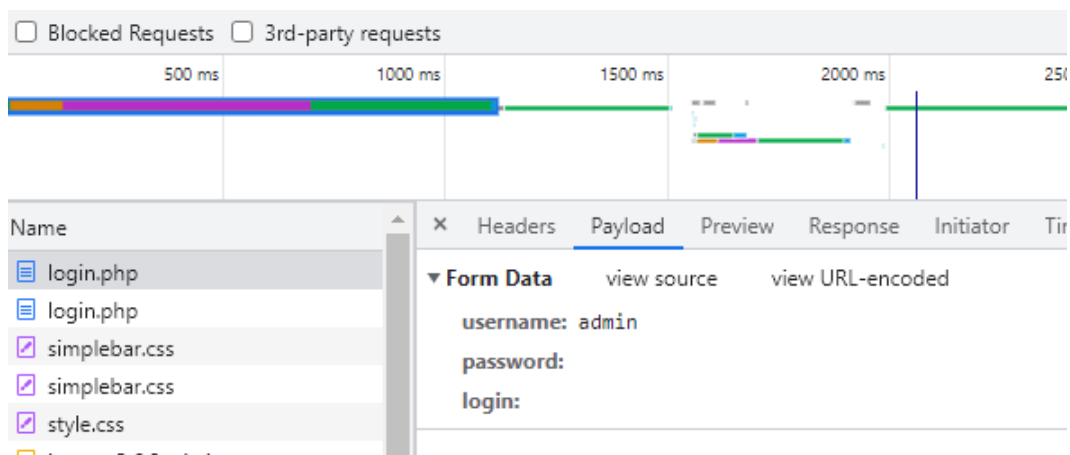 Blocked Requests 3rd-party requests
500 ms 1000 ms 1500 ms 2000 ms 250
Name
× Headers Payload Preview Response Initiator Tir
login.php
▼ Form Data view source view URL-encoded
login.php
username: admin
simplebar.css
password:
simplebar.css
login:
style.css